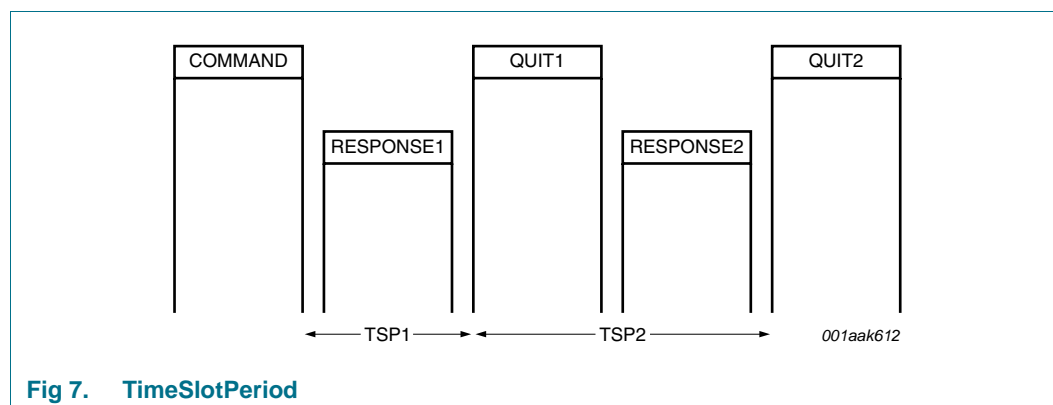 COMMAND QUIT1 QUIT2
RESPONSE1 RESPONSE2
TSP1 TSP2 001aak612
Fig 7. TimeSlotPeriod